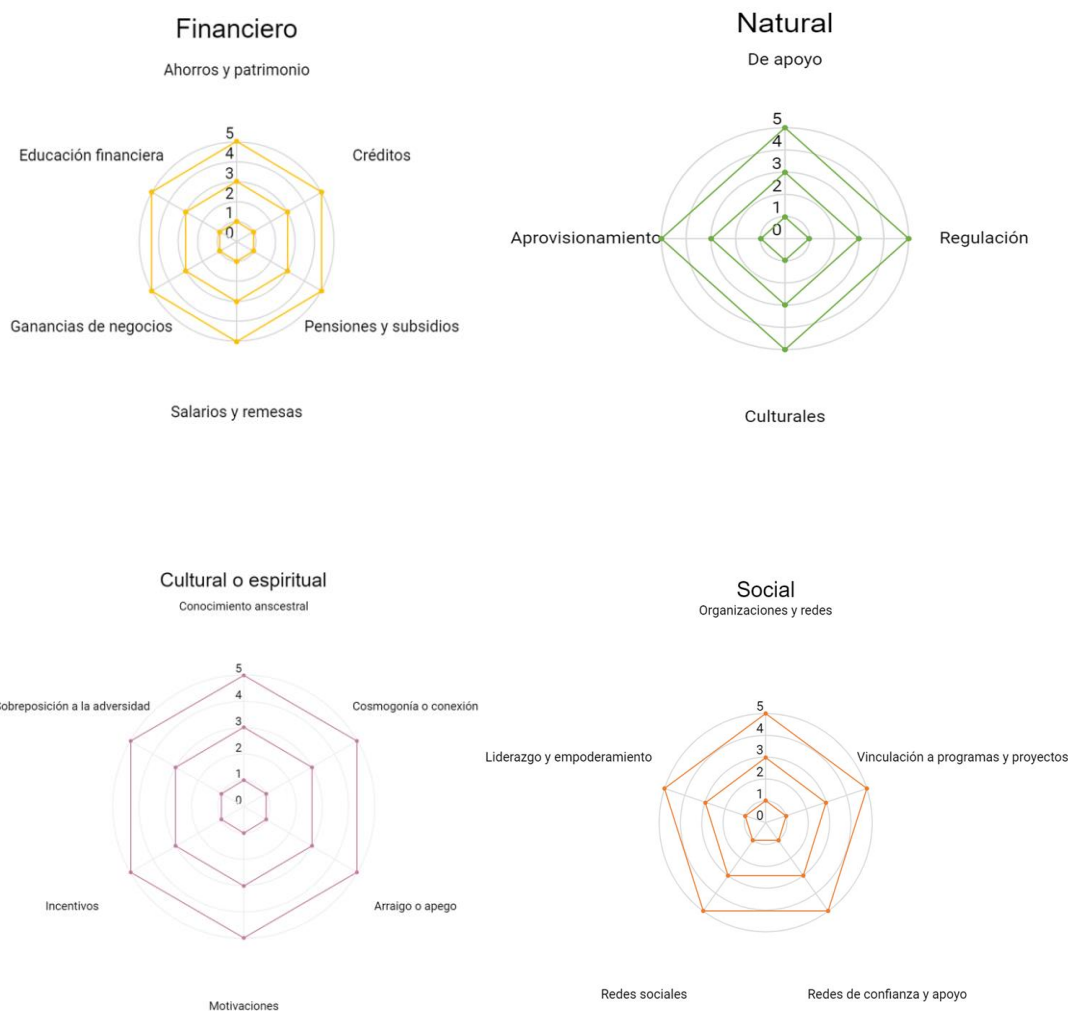 Financiero
Ahorros y patrimonio
5
4
3
2
1
0
Educación financiera
Créditos
Ganancias de negocios
Pensiones y subsidios
Salarios y remesas
Natural
De apoyo
5
4
3
2
1
0
Aprovisionamiento
Regulación
Culturales
Cultural o espiritual
Conocimiento anscestral
5
4
3
2
1
0
Sobreposición a la adversidad
Cosmogonía o conexión
Incentivos
Arraigo o apego
Motivaciones
Social
Organizaciones y redes
5
4
3
2
1
0
Liderazgo y empoderamiento
Vinculación a programas y proyectos
Redes sociales
Redes de confianza y apoyo